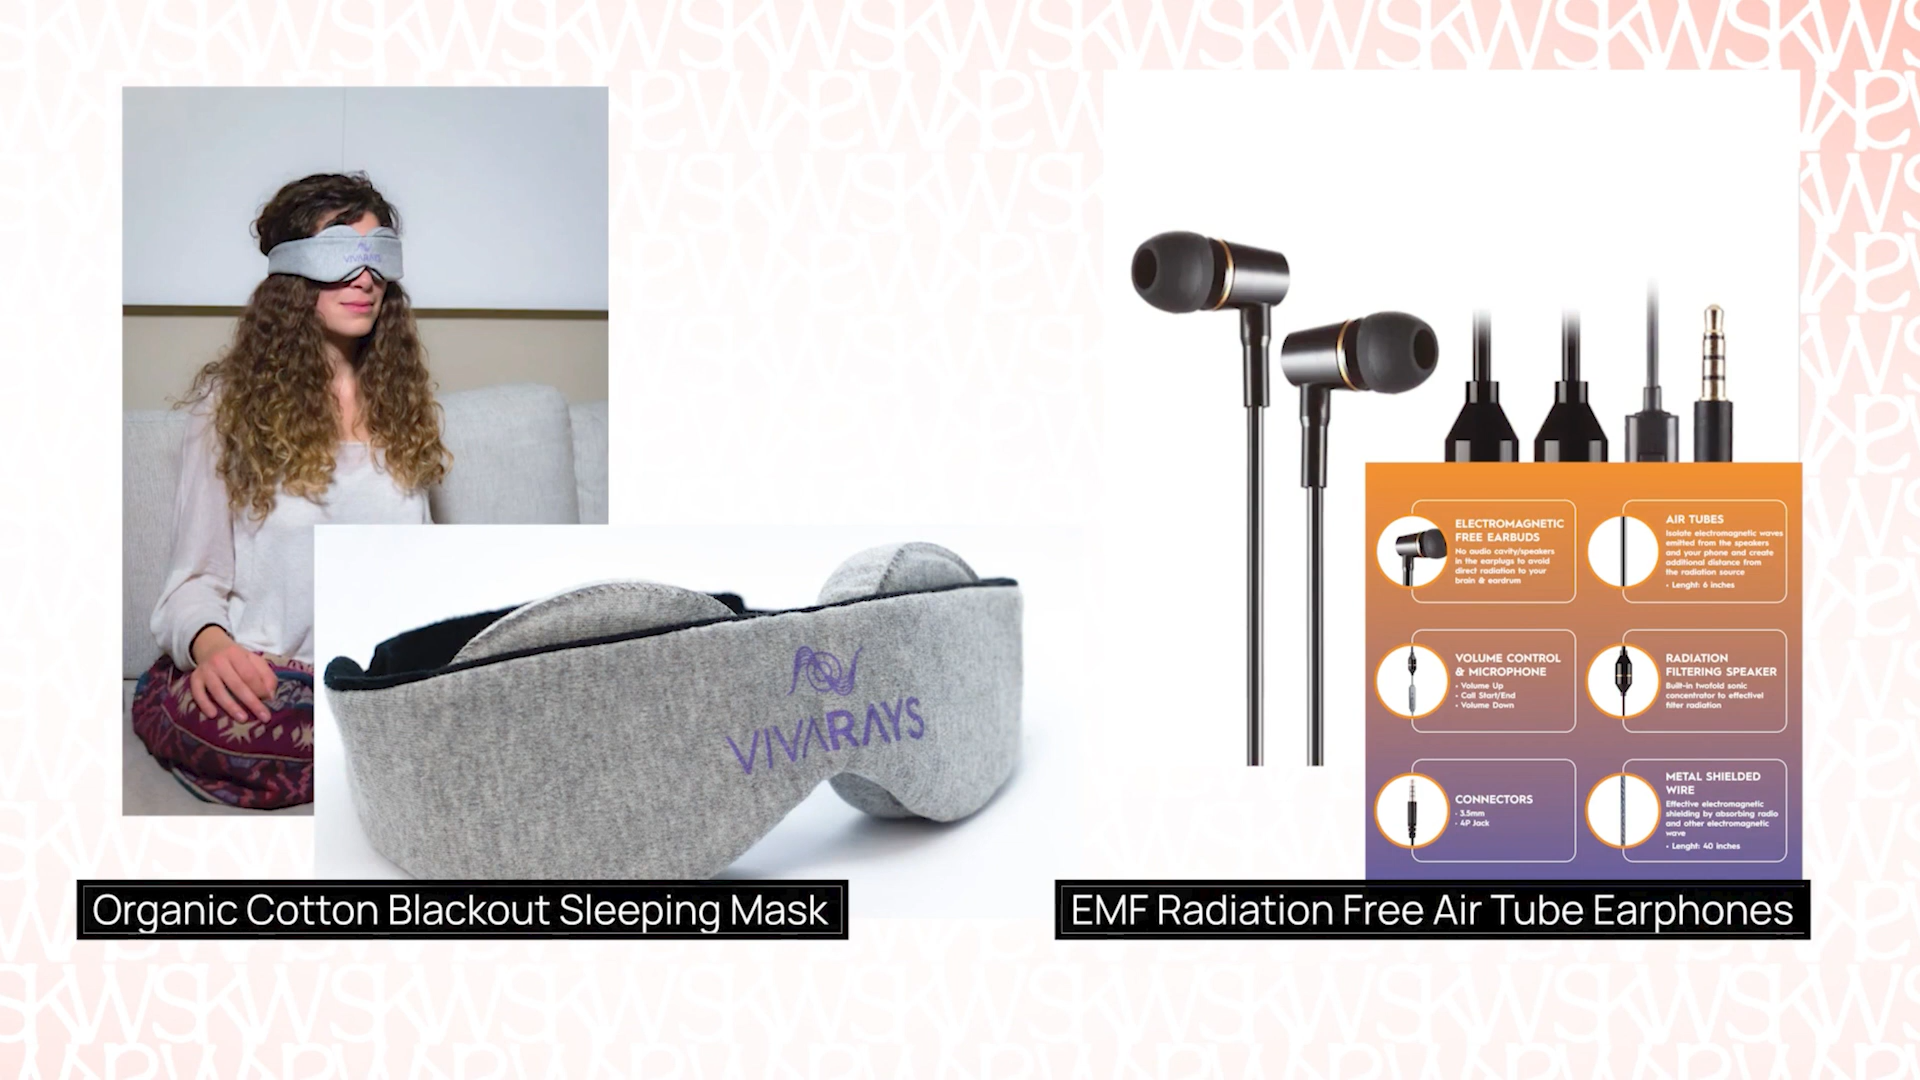 VIVARAYS
VIVARAYS
Organic Cotton Blackout Sleeping Mask
ELECTROMAGNETIC
FREE EARBUDS
No audio cavity/speakers
in the earplugs to avoid
direct radiation to your
brain & eardrum
AIR TUBES
Isolate electromagnetic waves
emitted from the speakers
and your phone and create
additional distance from
the radiation source
• Lenght: 6 inches
VOLUME CONTROL
& MICROPHONE
• Volume Up
• Call Start/End
• Volume Down
RADIATION
FILTERING SPEAKER
Built-in twofold sonic
concentrator to effectivel
filter radiation
CONNECTORS
• 3.5mm
• 4P Jack
METAL SHIELDED
WIRE
Effective electromagnetic
shielding by absorbing radio
and other electromagnetic
wave
• Lenght: 40 inches
EMF Radiation Free Air Tube Earphones